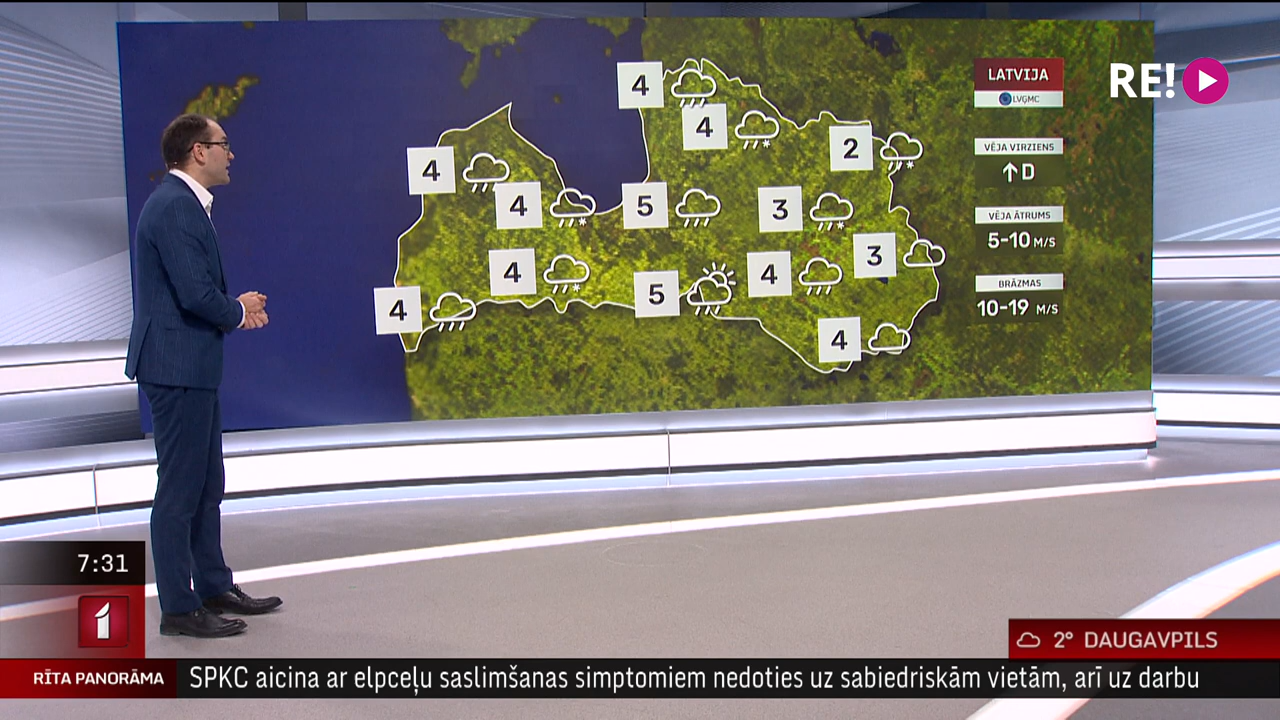 LATVIJA
LVĢMC
RE!
4
4
2
VĒJA VIRZIENS
D
4
4
5
3
VĒJA ĀTRUMS
5-10 M/S
3
4
5
4
BRĀZMAS
10-19 M/S
4
4
7:31
1
2° DAUGAVPILS
RĪTA PANORĀMA
SPKC aicina ar elpceļu saslimšanas simptomiem nedoties uz sabiedriskām vietām, arī uz darbu